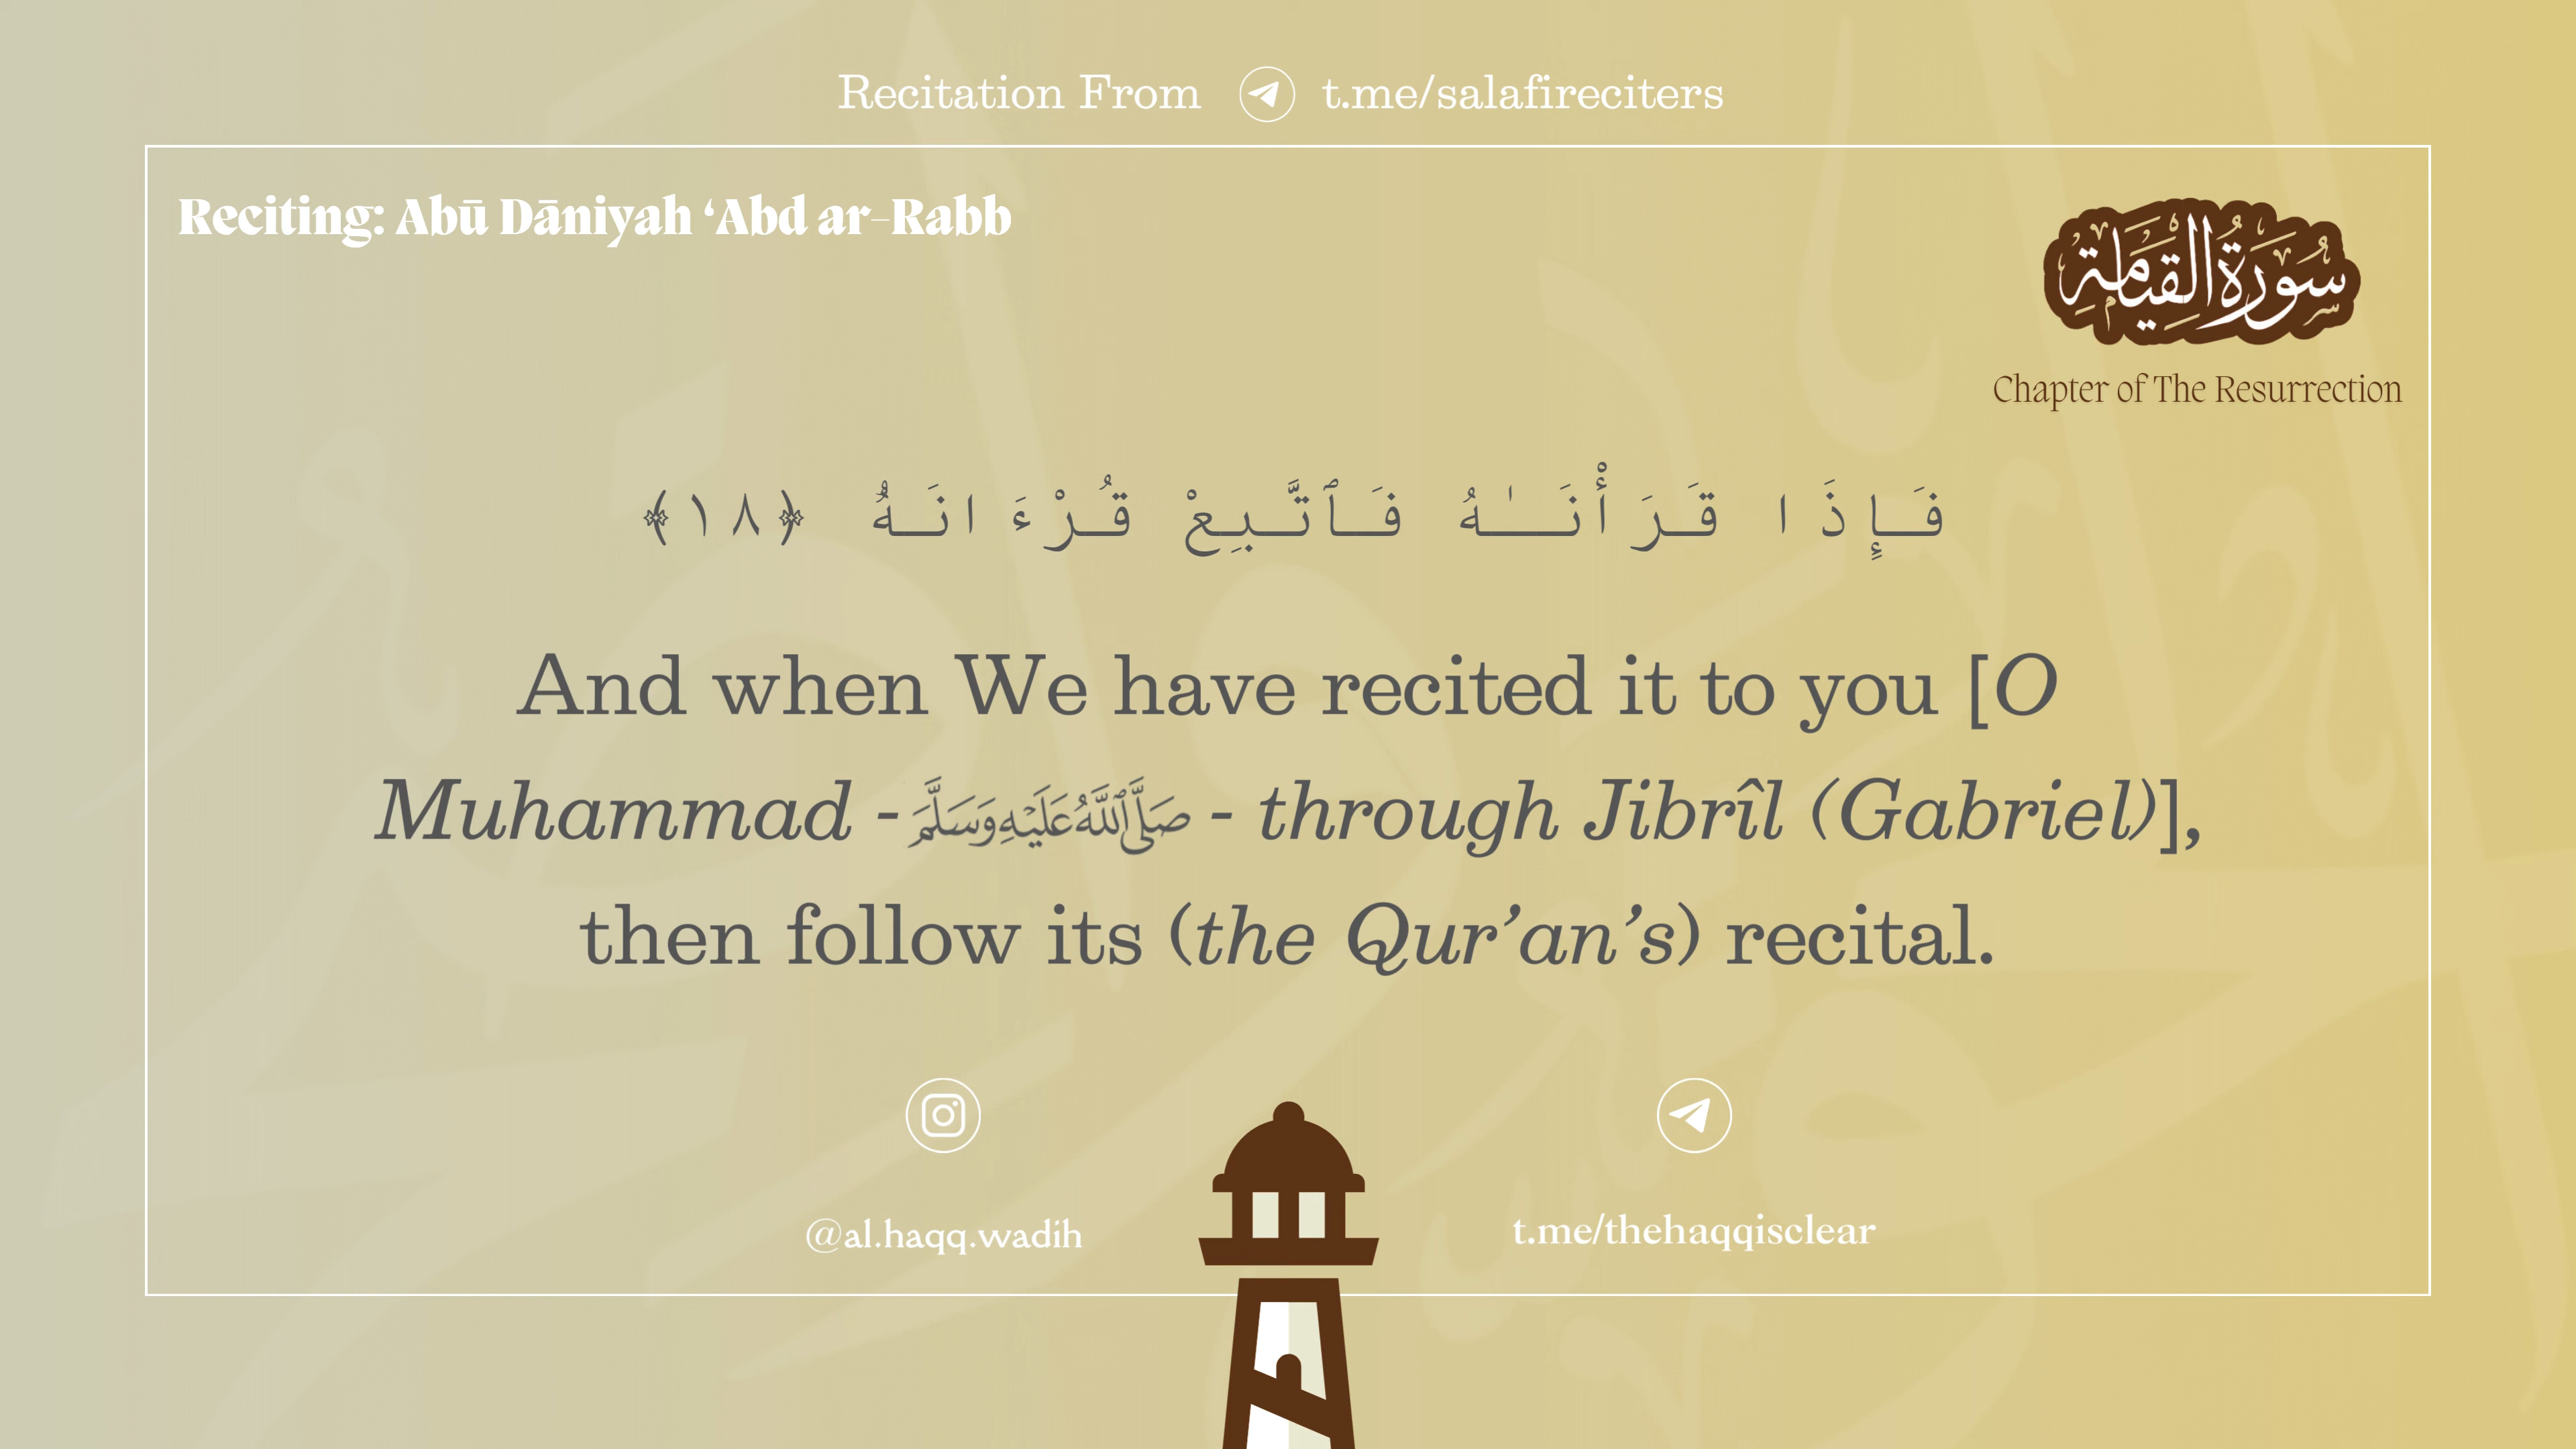 Recitation From t.me/salafireciters
Reciting: Abū Dāniyah ‘Abd ar-Rabb
سُورَةُ القِيَامَةِ
Chapter of The Resurrection
فَإِذَا قَرَأْنَـٰهُ فَٱتَّبِعْ قُرْءَانَهُۥ ﴿١٨﴾
And when We have recited it to you [O
Muhammad - صَلَّى ٱللَّهُ عَلَيْهِ وَسَلَّمَ - through Jibrîl (Gabriel)],
then follow its (the Qur’an’s) recital.
@al.haqq.wadih
t.me/thehaqqisclear